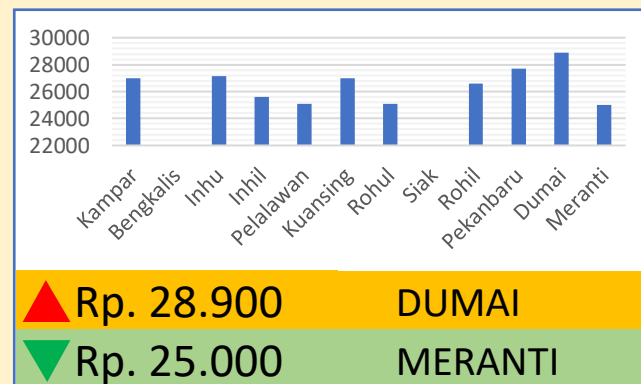 30000
28000
26000
24000
22000
Kampar
Bengkalis
Inhu
Inhil
Pelalawan
Kuansing
Rohul
Siak
Rohil
Pekanbaru
Dumai
Meranti
Rp. 28.900 DUMAI
Rp. 25.000 MERANTI